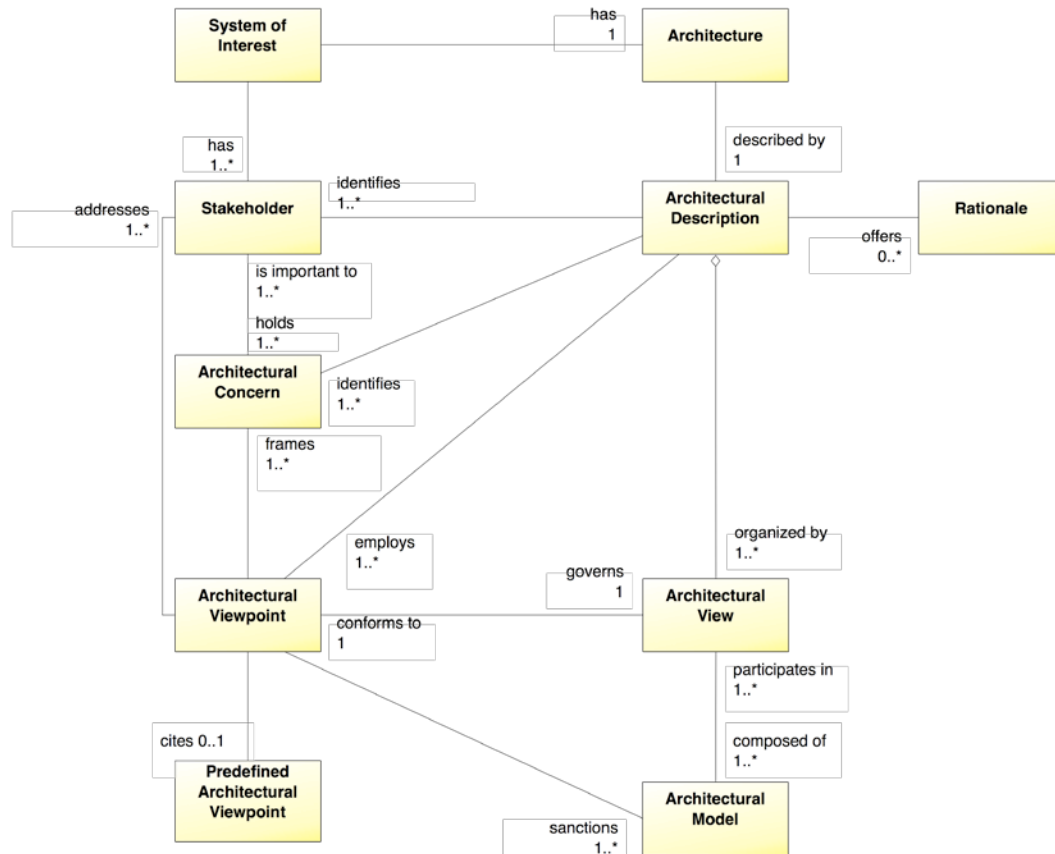 has
1
System of
Interest
Architecture
has
1..*
described by
1
identifies
1..*
addresses
1..*
Stakeholder
Architectural
Description
Rationale
offers
0..*
is important to
1..*
holds
1..*
Architectural
Concern
identifies
1..*
frames
1..*
employs
1..*
organized by
1..*
governs
1
Architectural
Viewpoint
Architectural
View
conforms to
1
participates in
1..*
cites 0..1
composed of
1..*
Predefined
Architectural
Viewpoint
Architectural
Model
sanctions
1..*